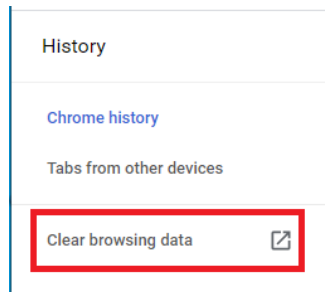 History
Chrome history
Tabs from other devices
Clear browsing data